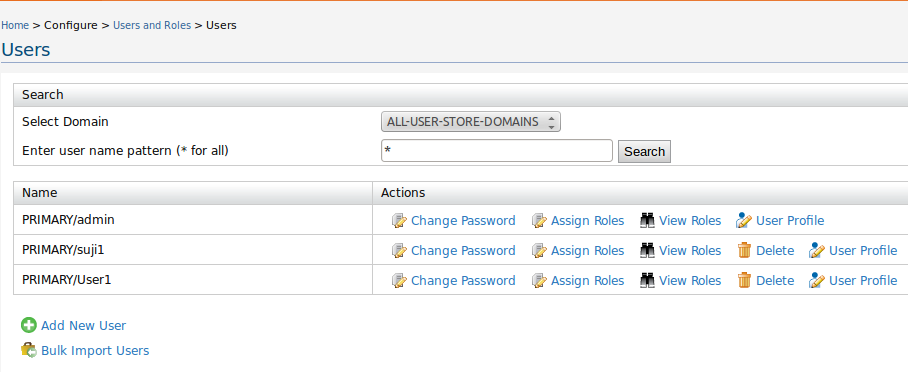 Home > Configure > Users and Roles > Users
Users
Search
Select Domain ALL-USER-STORE-DOMAINS
Enter user name pattern (* for all) * Search
Name Actions
PRIMARY/admin Change Password Assign Roles View Roles User Profile
PRIMARY/suji1 Change Password Assign Roles View Roles Delete User Profile
PRIMARY/User1 Change Password Assign Roles View Roles Delete User Profile
Add New User
Bulk Import Users